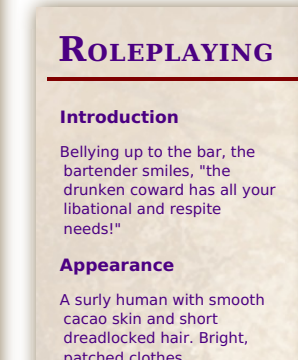 Roleplaying
Introduction
Bellying up to the bar, the
bartender smiles, "the
drunken coward has all your
libational and respite
needs!"
Appearance
A surly human with smooth
cacao skin and short
dreadlocked hair. Bright,
patched clothes